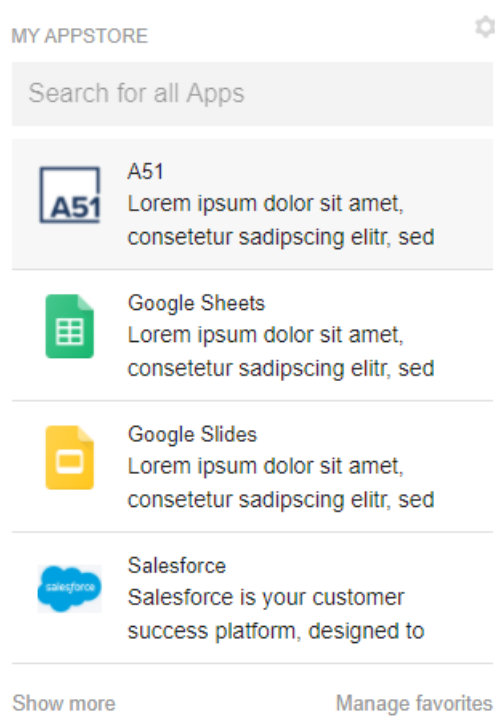 MY APPSTORE
Search for all Apps
A51
A51
Lorem ipsum dolor sit amet,
consetetur sadipscing elitr, sed
Google Sheets
Lorem ipsum dolor sit amet,
consetetur sadipscing elitr, sed
Google Slides
Lorem ipsum dolor sit amet,
consetetur sadipscing elitr, sed
salesforce
Salesforce
Salesforce is your customer
success platform, designed to
Show more
Manage favorites